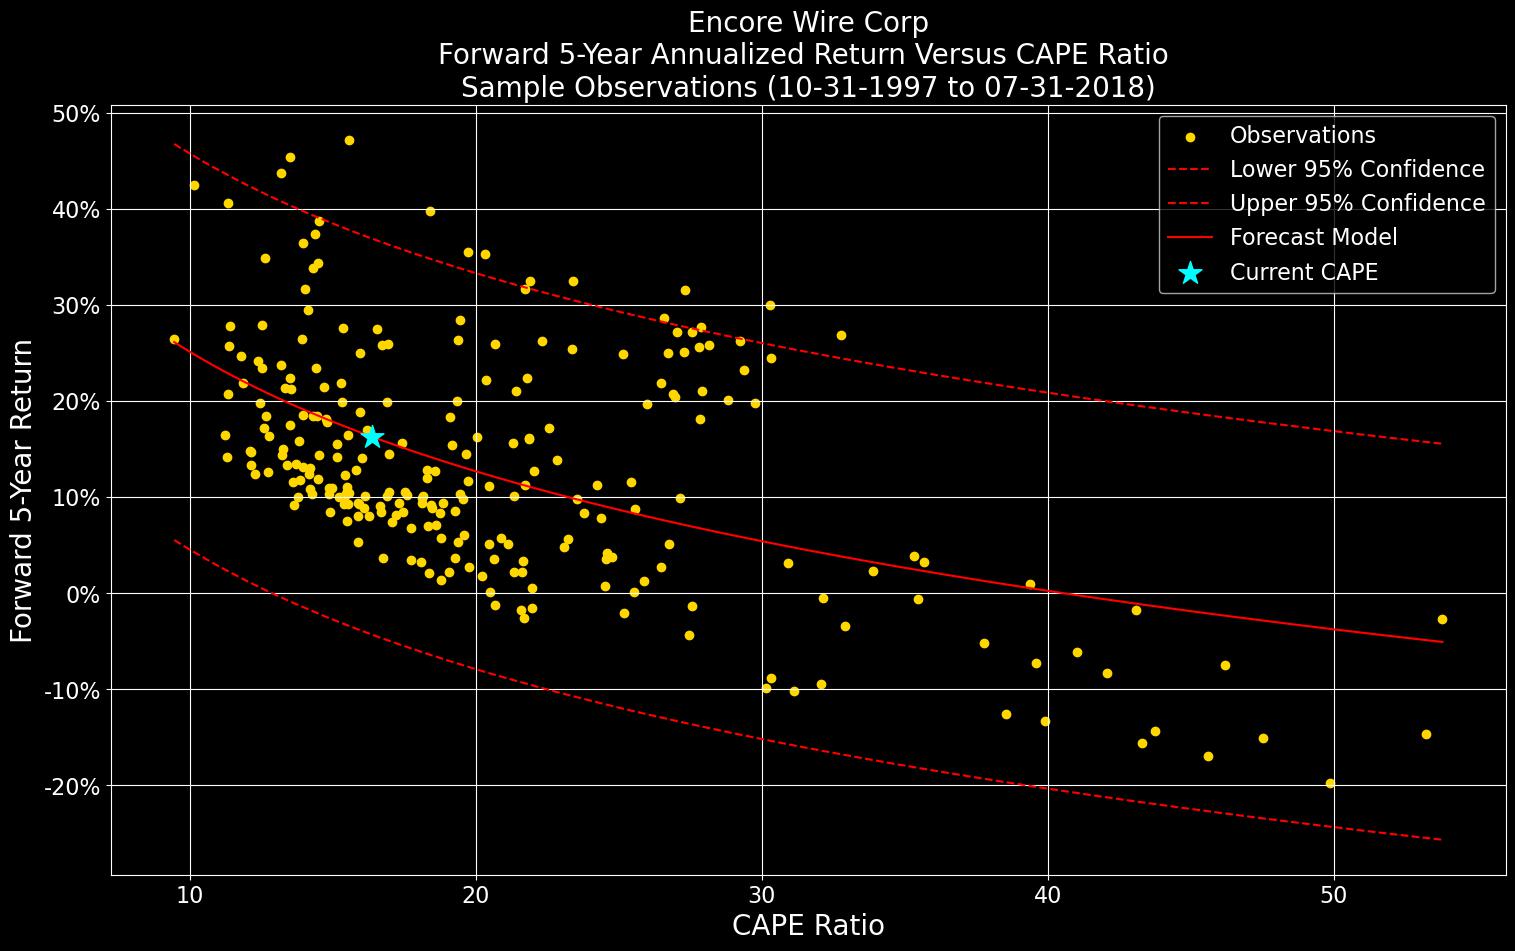 Encore Wire Corp
Forward 5-Year Annualized Return Versus CAPE Ratio
Sample Observations (10-31-1997 to 07-31-2018)
Forward 5-Year Return
50%
40%
30%
20%
10%
0%
-10%
-20%
Observations
Lower 95% Confidence
Upper 95% Confidence
Forecast Model
Current CAPE
10 20 30 40 50
CAPE Ratio